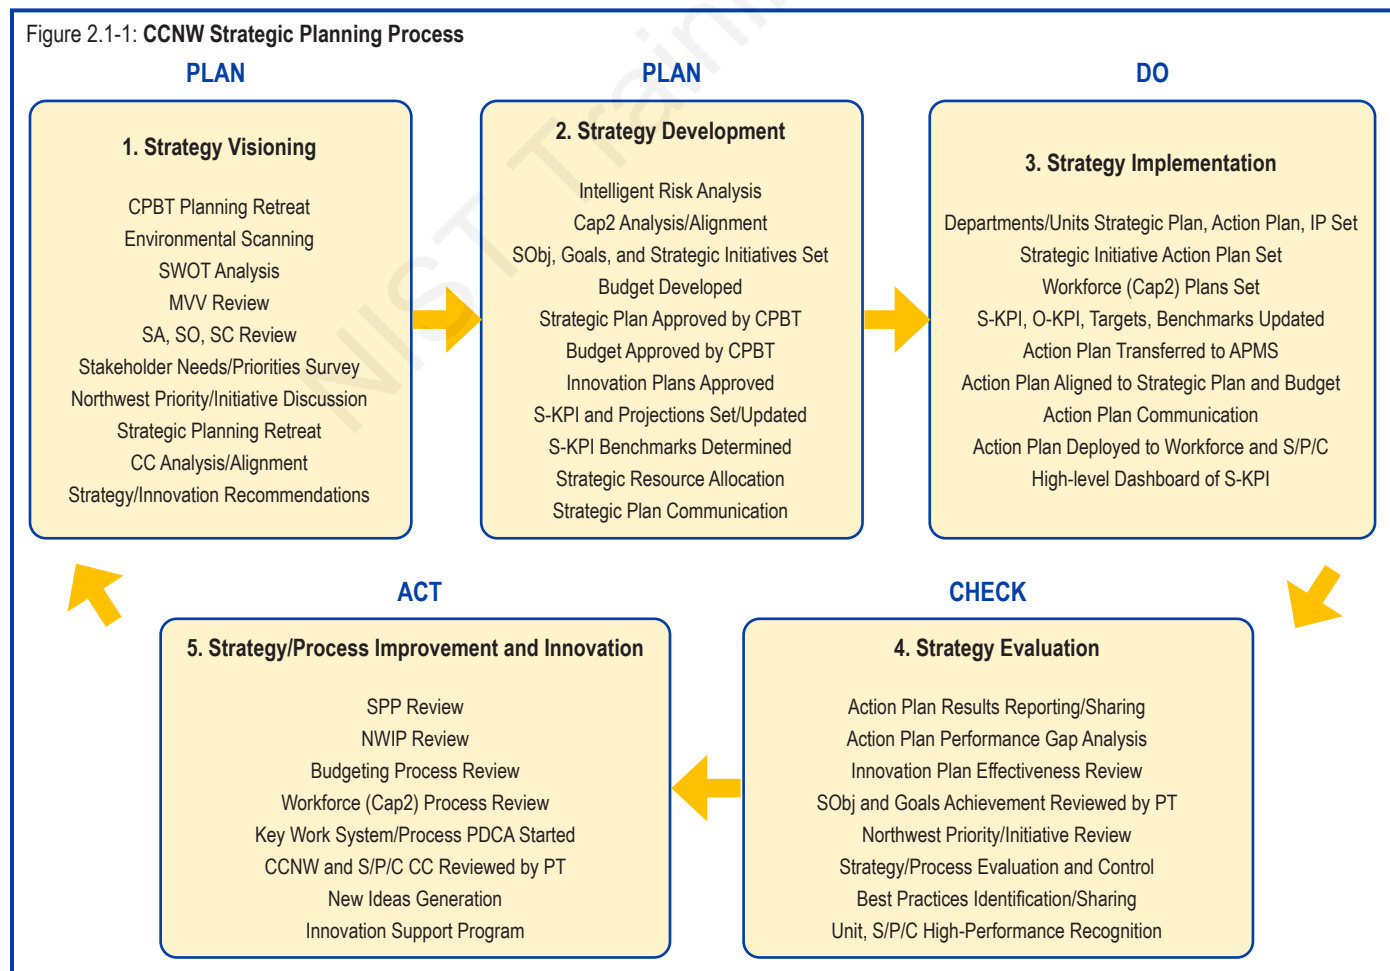 Figure 2.1-1: CCNW Strategic Planning Process
PLAN
1. Strategy Visioning
CPBT Planning Retreat
Environmental Scanning
SWOT Analysis
MVV Review
SA, SO, SC Review
Stakeholder Needs/Priorities Survey
Northwest Priority/Initiative Discussion
Strategic Planning Retreat
CC Analysis/Alignment
Strategy/Innovation Recommendations
PLAN
2. Strategy Development
Intelligent Risk Analysis
Cap2 Analysis/Alignment
SObj, Goals, and Strategic Initiatives Set
Budget Developed
Strategic Plan Approved by CPBT
Budget Approved by CPBT
Innovation Plans Approved
S-KPI and Projections Set/Updated
S-KPI Benchmarks Determined
Strategic Resource Allocation
Strategic Plan Communication
DO
3. Strategy Implementation
Departments/Units Strategic Plan, Action Plan, IP Set
Strategic Initiative Action Plan Set
Workforce (Cap2) Plans Set
S-KPI, O-KPI, Targets, Benchmarks Updated
Action Plan Transferred to APMS
Action Plan Aligned to Strategic Plan and Budget
Action Plan Communication
Action Plan Deployed to Workforce and S/P/C
High-level Dashboard of S-KPI
CHECK
4. Strategy Evaluation
Action Plan Results Reporting/Sharing
Action Plan Performance Gap Analysis
Innovation Plan Effectiveness Review
SObj and Goals Achievement Reviewed by PT
Northwest Priority/Initiative Review
Strategy/Process Evaluation and Control
Best Practices Identification/Sharing
Unit, S/P/C High-Performance Recognition
ACT
5. Strategy/Process Improvement and Innovation
SPP Review
NWIP Review
Budgeting Process Review
Workforce (Cap2) Process Review
Key Work System/Process PDCA Started
CCNW and S/P/C CC Reviewed by PT
New Ideas Generation
Innovation Support Program
NIST Train